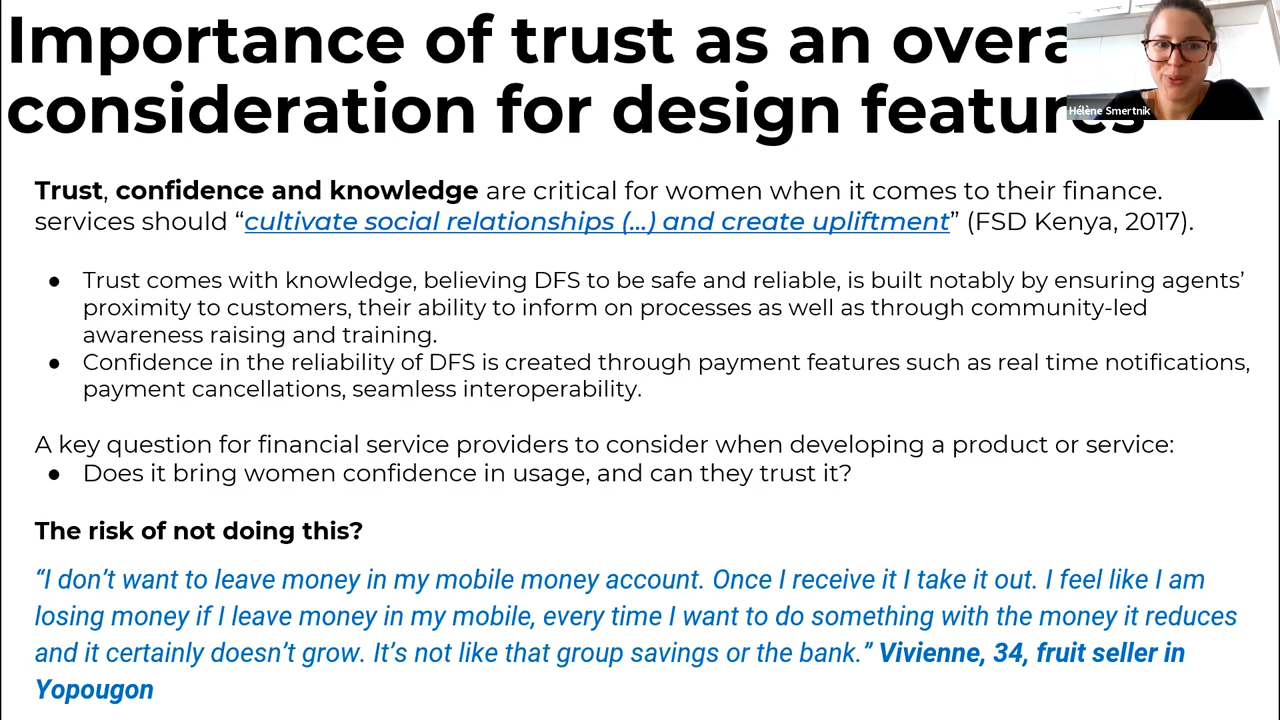 Importance of trust as an overa
consideration for design features
Hélène Smertnik
Trust, confidence and knowledge are critical for women when it comes to their finance.
services should “cultivate social relationships (...) and create upliftment” (FSD Kenya, 2017).
● Trust comes with knowledge, believing DFS to be safe and reliable, is built notably by ensuring agents’
proximity to customers, their ability to inform on processes as well as through community-led
awareness raising and training.
● Confidence in the reliability of DFS is created through payment features such as real time notifications,
payment cancellations, seamless interoperability.
A key question for financial service providers to consider when developing a product or service:
● Does it bring women confidence in usage, and can they trust it?
The risk of not doing this?
“I don’t want to leave money in my mobile money account. Once I receive it I take it out. I feel like I am
losing money if I leave money in my mobile, every time I want to do something with the money it reduces
and it certainly doesn’t grow. It’s not like that group savings or the bank.” Vivienne, 34, fruit seller in
Yopougon